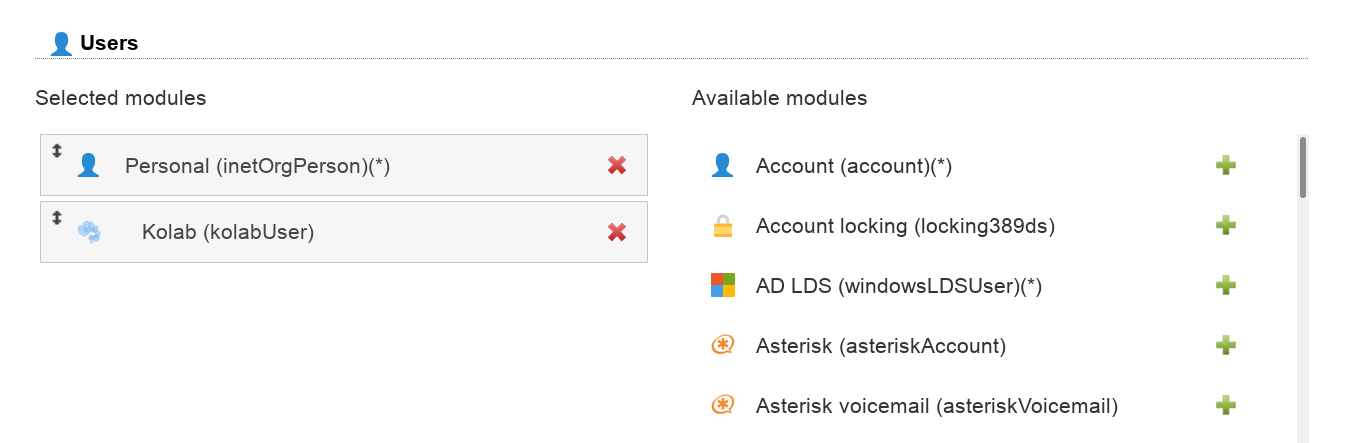 Users
Selected modules
Available modules
Personal (inetOrgPerson)(*)
Kolab (kolabUser)
Account (account)(*)
Account locking (locking389ds)
AD LDS (windowsLDSUser)(*)
Asterisk (asteriskAccount)
Asterisk voicemail (asteriskVoicemail)